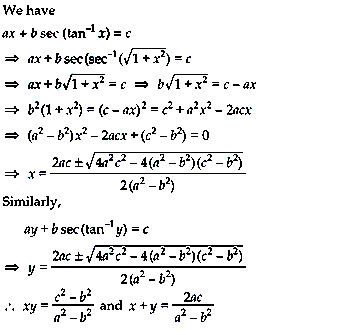 We have
ax + b sec (tan⁻¹ x) = c
⇒ ax + b sec(sec⁻¹(√(1 + x²)) = c
⇒ ax + b√(1 + x²) = c ⇒ b√(1 + x²) = c − ax
⇒ b²(1 + x²) = (c − ax)² = c² + a²x² − 2acx
⇒ (a² − b²)x² − 2acx + (c² − b²) = 0
⇒ x = (2ac ± √(4a²c² − 4(a² − b²)(c² − b²))) / (2(a² − b²))
Similarly,
ay + b sec(tan⁻¹ y) = c
⇒ y = (2ac ± √(4a²c² − 4(a² − b²)(c² − b²))) / (2(a² − b²))
∴ xy = (c² − b²) / (a² − b²) and x + y = 2ac / (a² − b²)